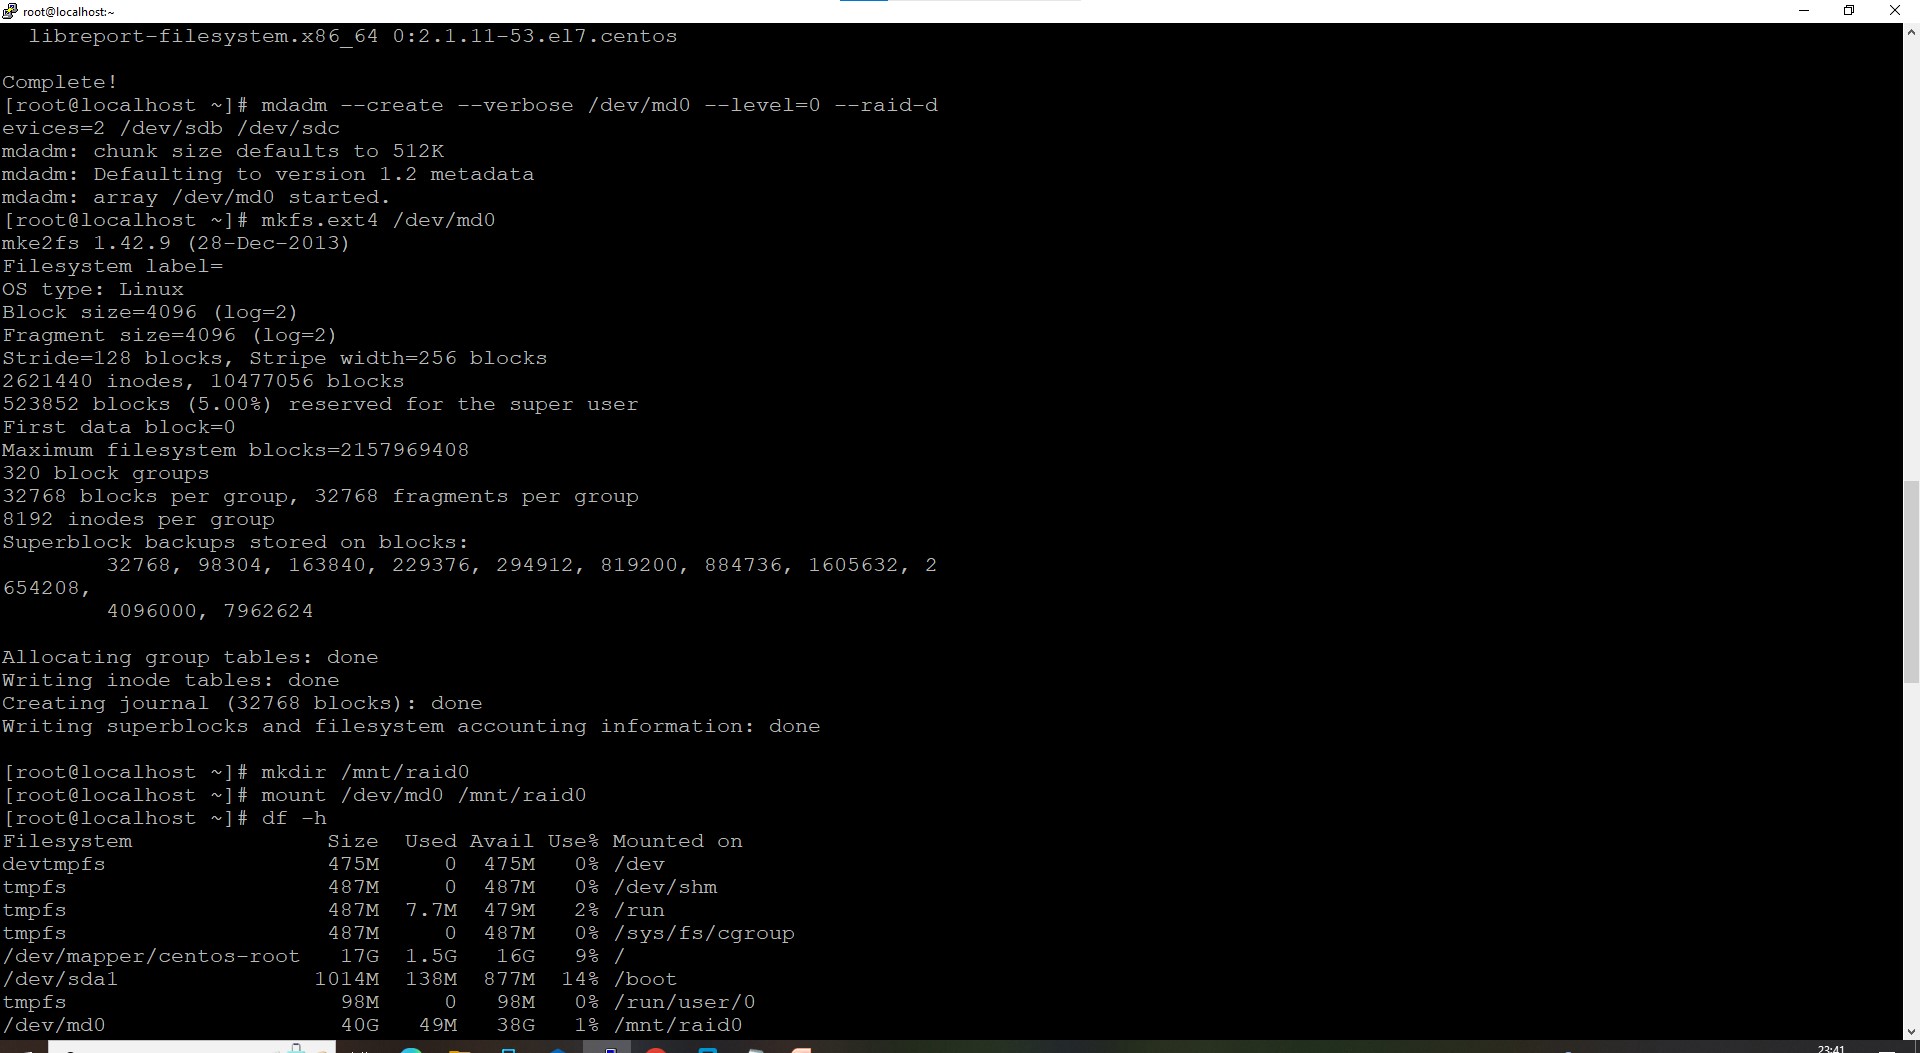 root@localhost:~
libreport-filesystem.x86_64 0:2.1.11-53.el7.centos
Complete!
[root@localhost ~]# mdadm --create --verbose /dev/md0 --level=0 --raid-d
evices=2 /dev/sdb /dev/sdc
mdadm: chunk size defaults to 512K
mdadm: Defaulting to version 1.2 metadata
mdadm: array /dev/md0 started.
[root@localhost ~]# mkfs.ext4 /dev/md0
mke2fs 1.42.9 (28-Dec-2013)
Filesystem label=
OS type: Linux
Block size=4096 (log=2)
Fragment size=4096 (log=2)
Stride=128 blocks, Stripe width=256 blocks
2621440 inodes, 10477056 blocks
523852 blocks (5.00%) reserved for the super user
First data block=0
Maximum filesystem blocks=2157969408
320 block groups
32768 blocks per group, 32768 fragments per group
8192 inodes per group
Superblock backups stored on blocks:
        32768, 98304, 163840, 229376, 294912, 819200, 884736, 1605632, 2
654208,
        4096000, 7962624
Allocating group tables: done
Writing inode tables: done
Creating journal (32768 blocks): done
Writing superblocks and filesystem accounting information: done
[root@localhost ~]# mkdir /mnt/raid0
[root@localhost ~]# mount /dev/md0 /mnt/raid0
[root@localhost ~]# df -h
Filesystem               Size  Used Avail Use% Mounted on
devtmpfs                 475M     0  475M   0% /dev
tmpfs                    487M     0  487M   0% /dev/shm
tmpfs                    487M  7.7M  479M   2% /run
tmpfs                    487M     0  487M   0% /sys/fs/cgroup
/dev/mapper/centos-root   17G  1.5G   16G   9% /
/dev/sda1               1014M  138M  877M  14% /boot
tmpfs                     98M     0   98M   0% /run/user/0
/dev/md0                  40G   49M   38G   1% /mnt/raid0
23:41